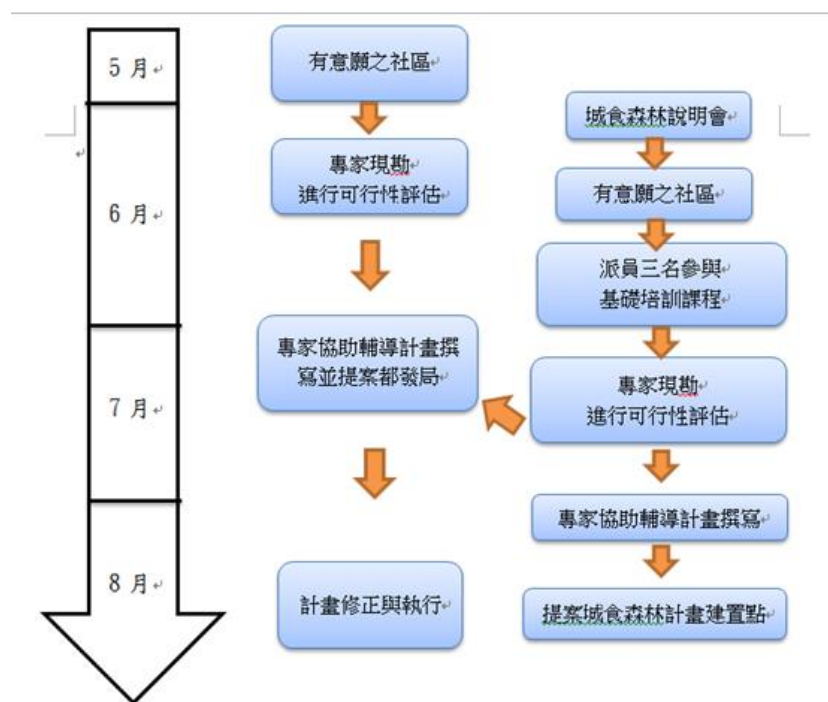 5 月
6 月
7 月
8 月
有意願之社區
專家現勘
進行可行性評估
專家協助輔導計畫撰
寫並提案都發局
計畫修正與執行
城食森林說明會
有意願之社區
派員三名參與
基礎培訓課程
專家現勘
進行可行性評估
專家協助輔導計畫撰寫
提案城食森林計畫建置點